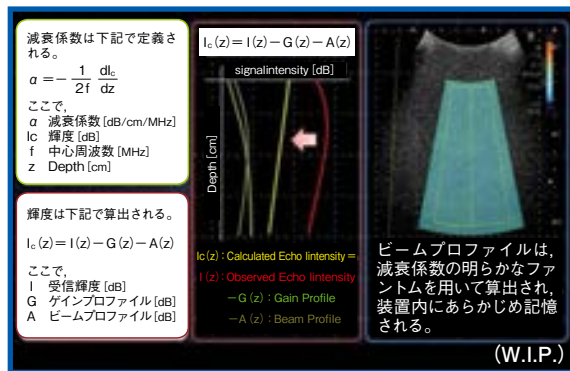 減衰係数は下記で定義さ
れる。
α＝－ 1/2f dIc/dz
ここで，
α 減衰係数[dB/cm/MHz]
Ic 輝度[dB]
f 中心周波数[MHz]
z Depth[cm]
輝度は下記で算出される。
Ic(z)＝I(z)－G(z)－A(z)
ここで，
I 受信輝度[dB]
G ゲインプロファイル[dB]
A ビームプロファイル[dB]
Ic(z)＝I(z)－G(z)－A(z)
signalintensity[dB]
Depth[cm]
Ic(z)：Calculated Echo Iintensity＝
I(z)：Observed Echo Iintensity
－G(z)：Gain Profile
－A(z)：Beam Profile
ビームプロファイルは，
減衰係数の明らかなファ
ントムを用いて算出され，
装置内にあらかじめ記憶
される。
(W.I.P.)